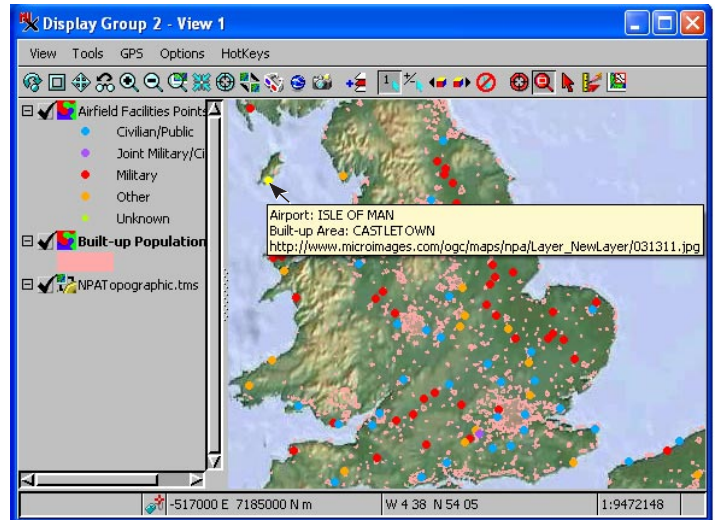 Display Group 2 - View 1
View Tools GPS Options HotKeys
Airfield Facilities Points
Civilian/Public
Joint Military/Ci
Military
Other
Unknown
Built-up Population
NPATopographic.tms
Airport: ISLE OF MAN
Built-up Area: CASTLETOWN
http://www.microimages.com/ogc/maps/npa/Layer_NewLayer/031311.jpg
-517000 E 7185000 N m
W 4 38 N 54 05
1:9472148